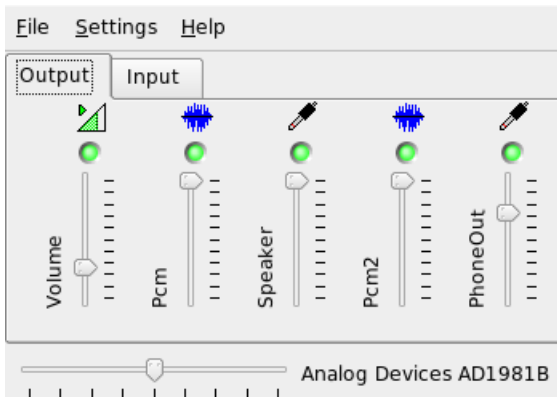 File Settings Help
Output Input
Volume
Pcm
Speaker
Pcm2
PhoneOut
Analog Devices AD1981B